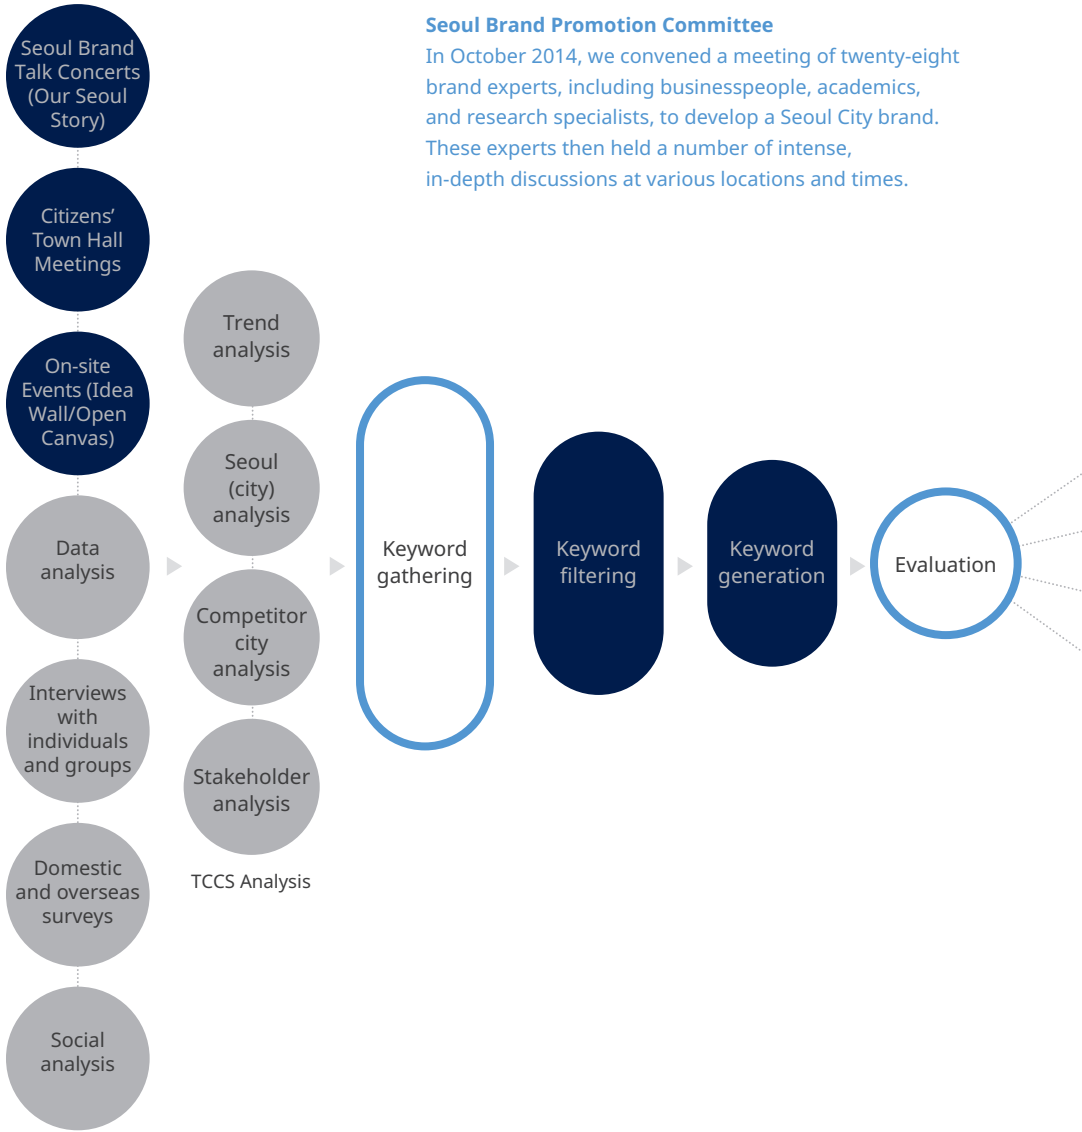 Seoul Brand Promotion Committee
In October 2014, we convened a meeting of twenty-eight
brand experts, including businesspeople, academics,
and research specialists, to develop a Seoul City brand.
These experts then held a number of intense,
in-depth discussions at various locations and times.
Seoul Brand
Talk Concerts
(Our Seoul
Story)
Citizens’
Town Hall
Meetings
On-site
Events (Idea
Wall/Open
Canvas)
Data
analysis
Interviews
with
individuals
and groups
Domestic
and overseas
surveys
Social
analysis
Trend
analysis
Seoul
(city)
analysis
Competitor
city
analysis
Stakeholder
analysis
TCCS Analysis
Keyword
gathering
Keyword
filtering
Keyword
generation
Evaluation